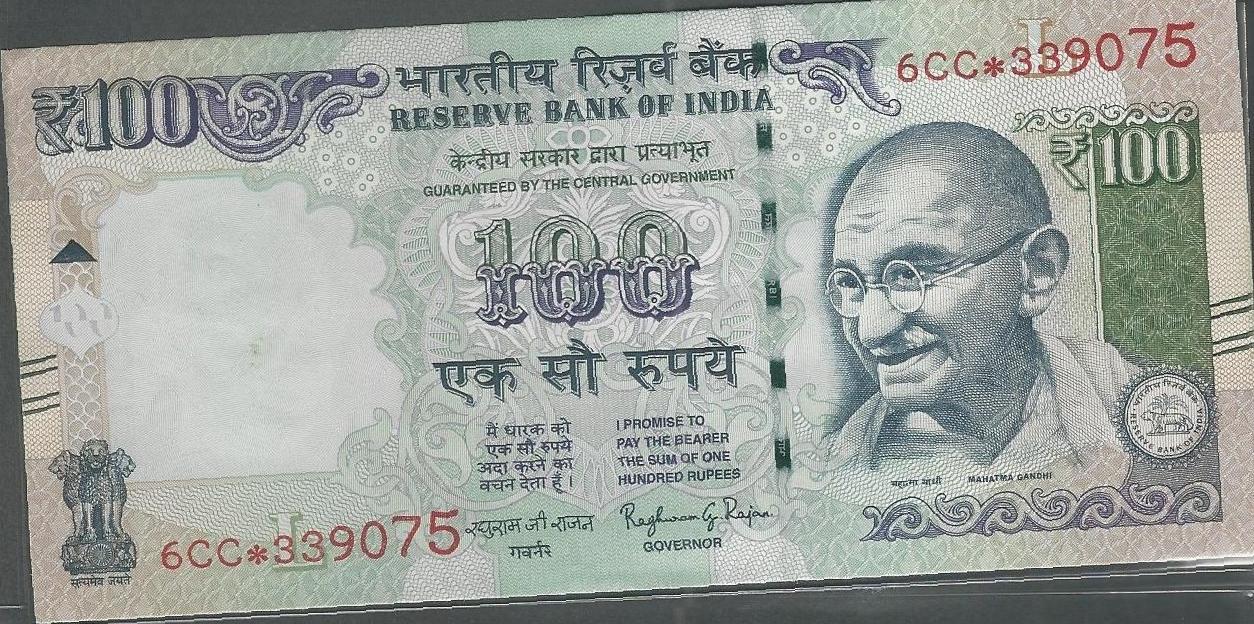 ₹100
भारतीय रिज़र्व बैंक
RESERVE BANK OF INDIA
6CC*339075
L
केन्द्रीय सरकार द्वारा प्रत्याभूत
GUARANTEED BY THE CENTRAL GOVERNMENT
₹100
100
RBI
एक सौ रुपये
मैं धारक को
एक सौ रुपये
अदा करने का
वचन देता हूँ।
I PROMISE TO
PAY THE BEARER
THE SUM OF ONE
HUNDRED RUPEES
भारतीय रिज़र्व बैंक
RESERVE BANK OF INDIA
महात्मा गांधी MAHATMA GANDHI
रघुराम जी राजन
गवर्नर
Raghuram G. Rajan
GOVERNOR
6CC*339075
L
सत्यमेव जयते